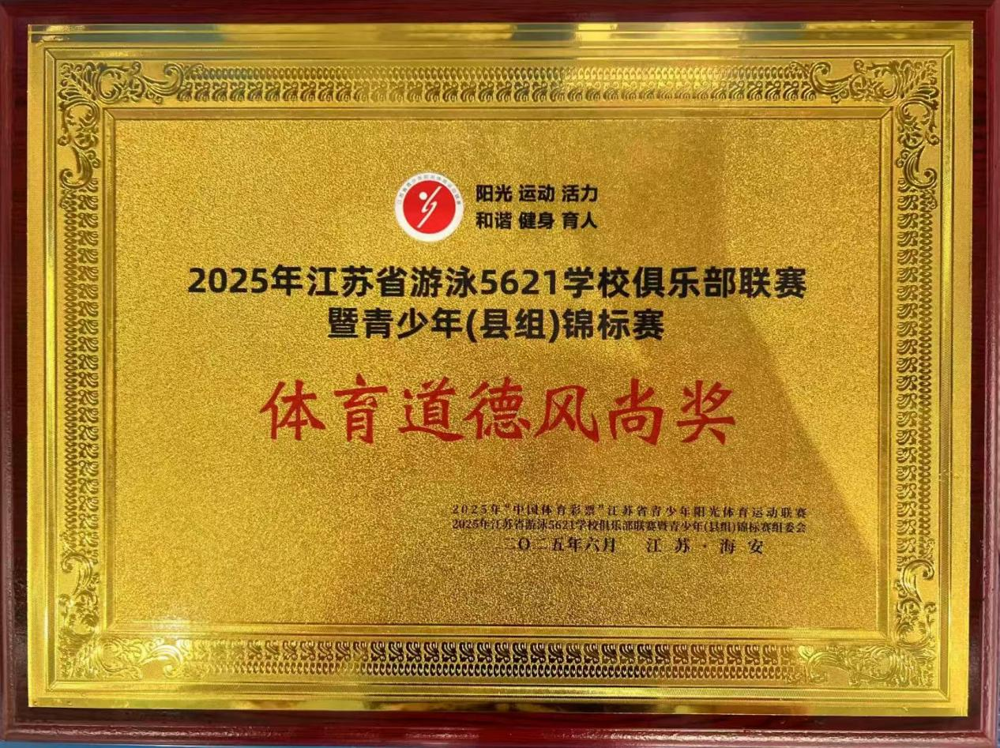 阳光 运动 活力
和谐 健身 育人
2025年江苏省游泳5621学校俱乐部联赛
暨青少年(县组)锦标赛
体育道德风尚奖
2025年“中国体育彩票”江苏省青少年阳光体育运动联赛
2025年江苏省游泳5621学校俱乐部联赛暨青少年(县组)锦标赛组委会
二〇二五年六月 江苏·海安